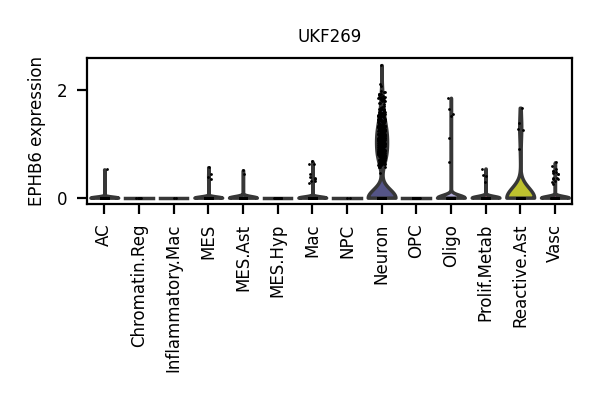 UKF269
EPHB6 expression
2
0
AC
Chromatin.Reg
Inflammatory.Mac
MES
MES.Ast
MES.Hyp
Mac
NPC
Neuron
OPC
Oligo
Prolif.Metab
Reactive.Ast
Vasc